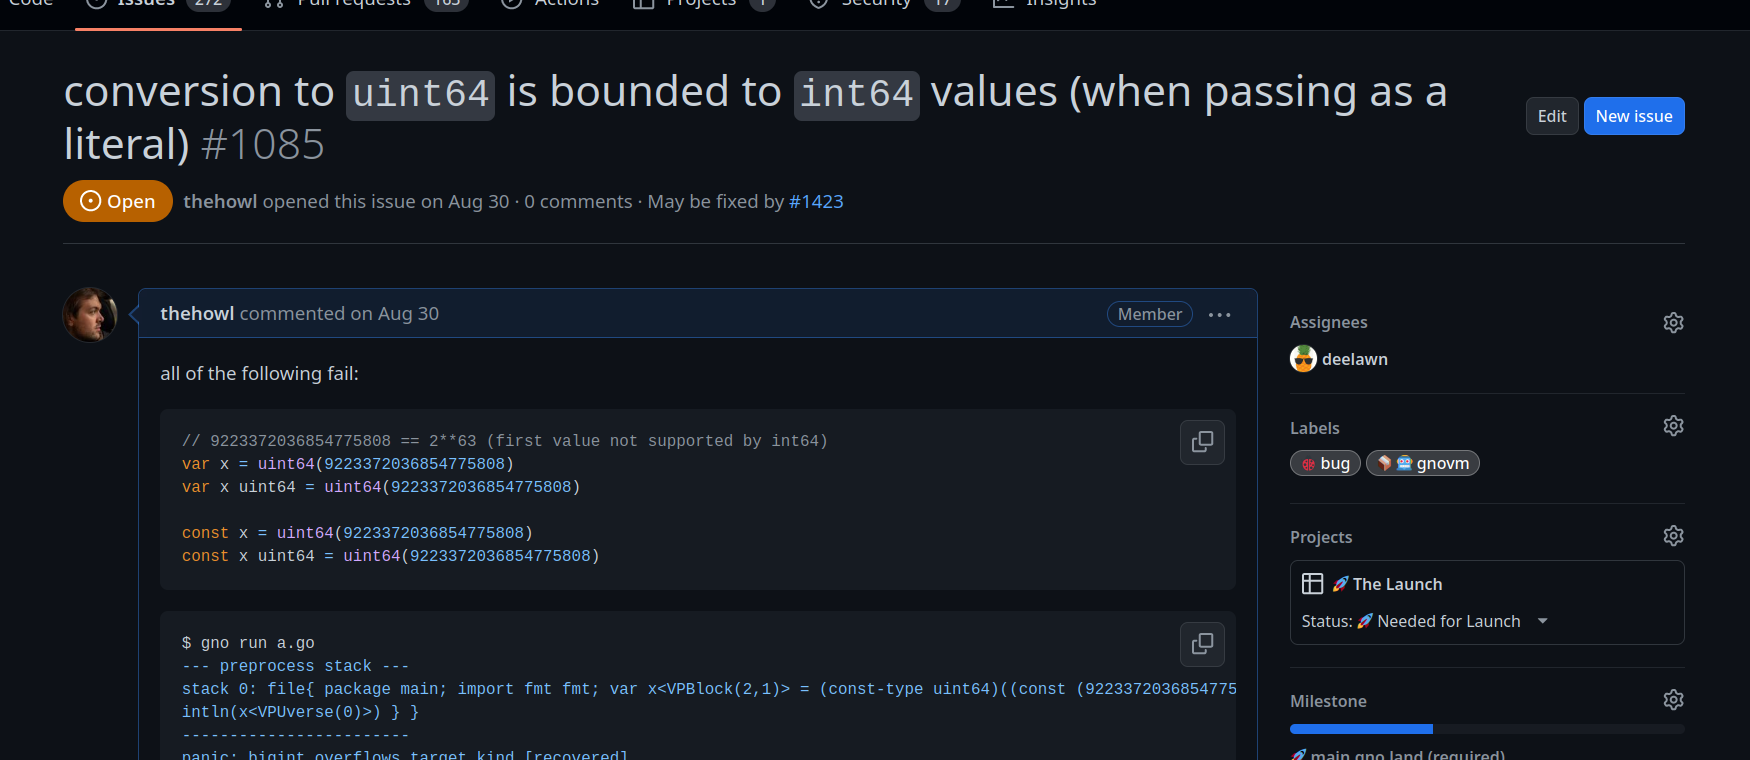 Code Issues 272 Pull requests 163 Actions Projects 1 Security 17 Insights
conversion to uint64 is bounded to int64 values (when passing as a
literal) #1085
Edit New issue
Open thehowl opened this issue on Aug 30 · 0 comments · May be fixed by #1423
thehowl commented on Aug 30
Member
all of the following fail:
// 9223372036854775808 == 2**63 (first value not supported by int64)
var x = uint64(9223372036854775808)
var x uint64 = uint64(9223372036854775808)
const x = uint64(9223372036854775808)
const x uint64 = uint64(9223372036854775808)
$ gno run a.go
--- preprocess stack ---
stack 0: file{ package main; import fmt fmt; var x<VPBlock(2,1)> = (const-type uint64)((const (9223372036854775
intln(x<VPUverse(0)>) } }
------------------------
panic: bigint overflows target kind [recovered]
Assignees
deelawn
Labels
bug gnovm
Projects
The Launch
Status: 🚀 Needed for Launch
Milestone
🚀 main.gno.land (required)